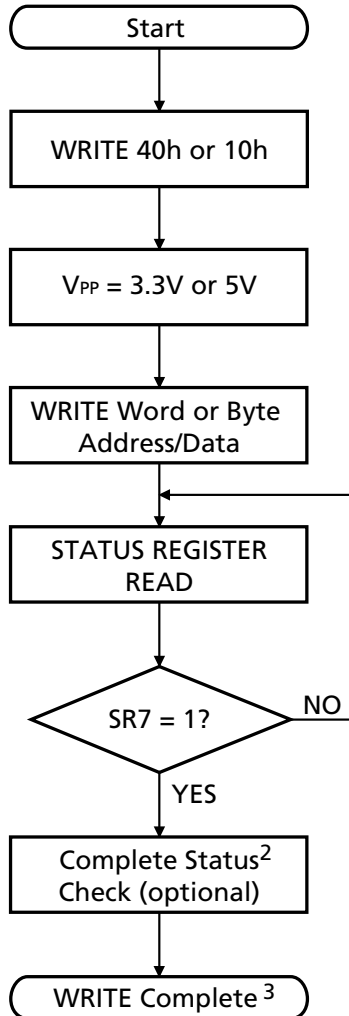 Start
WRITE 40h or 10h
VPP = 3.3V or 5V
WRITE Word or Byte
Address/Data
STATUS REGISTER
READ
SR7 = 1?
NO
YES
Complete Status2
Check (optional)
WRITE Complete 3